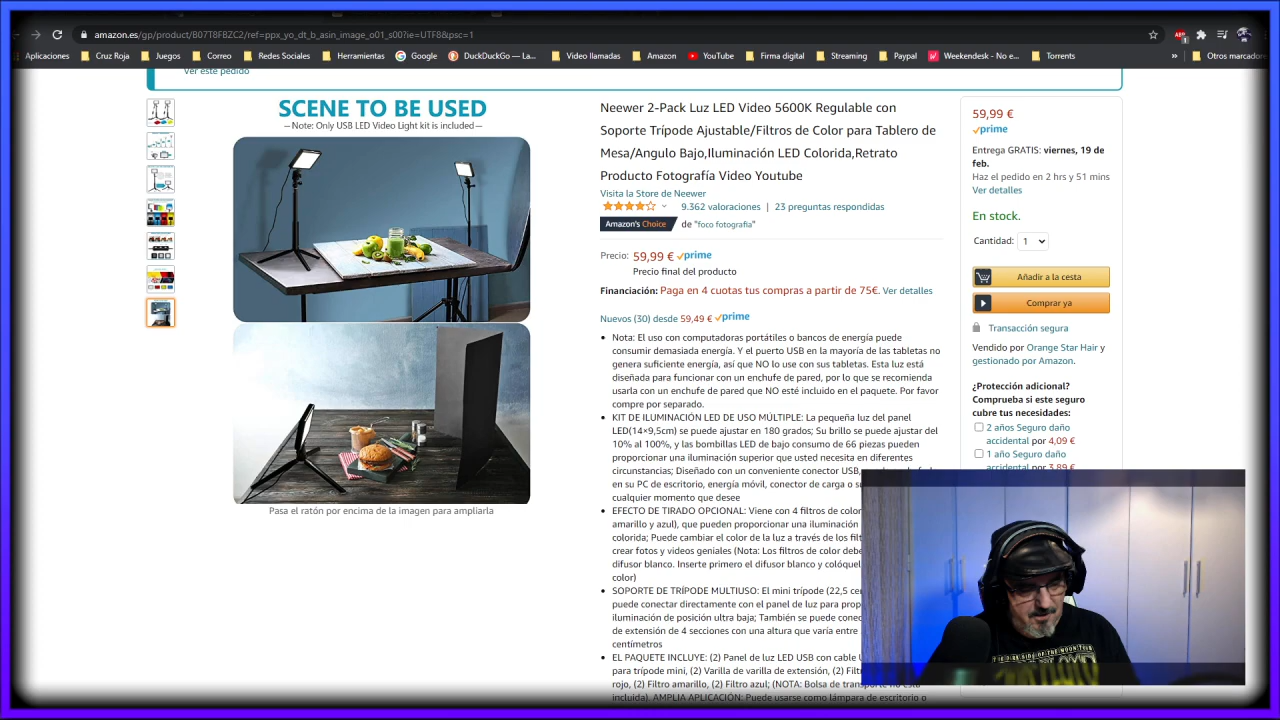 amazon.es/gp/product/B07T8FBZC2/ref=ppx_yo_dt_b_asin_image_o01_s00?ie=UTF8&psc=1
Aplicaciones Cruz Roja Juegos Correo Redes Sociales Herramientas Google DuckDuckGo — La... Video llamadas Amazon YouTube Firma digital Streaming Paypal Weekendesk - No e... Torrents » Otros marcador
Ver este pedido
SCENE TO BE USED
—Note: Only USB LED Video Light kit is included—
Pasa el ratón por encima de la imagen para ampliarla
Neewer 2-Pack Luz LED Video 5600K Regulable con
Soporte Trípode Ajustable/Filtros de Color para Tablero de
Mesa/Angulo Bajo,Iluminación LED Colorida,Retrato
Producto Fotografía Video Youtube
Visita la Store de Neewer
9.362 valoraciones | 23 preguntas respondidas
Amazon's Choice de "foco fotografia"
Precio: 59,99 € prime
Precio final del producto
Financiación: Paga en 4 cuotas tus compras a partir de 75€. Ver detalles
Nuevos (30) desde 59,49 € prime
• Nota: El uso con computadoras portátiles o bancos de energía puede
consumir demasiada energía. Y el puerto USB en la mayoría de las tabletas no
genera suficiente energía, así que NO lo use con sus tabletas. Esta luz está
diseñada para funcionar con un enchufe de pared, por lo que se recomienda
usarla con un enchufe de pared que NO esté incluido en el paquete. Por favor
compre por separado.
• KIT DE ILUMINACIÓN LED DE USO MÚLTIPLE: La pequeña luz del panel
LED(14×9,5cm) se puede ajustar en 180 grados; Su brillo se puede ajustar del
10% al 100%, y las bombillas LED de bajo consumo de 66 piezas pueden
proporcionar una iluminación superior que usted necesita en diferentes
circunstancias; Diseñado con un conveniente conector USB,
en su PC de escritorio, energía móvil, conector de carga o
cualquier momento que desee
• EFECTO DE TIRADO OPCIONAL: Viene con 4 filtros de color
amarillo y azul), que pueden proporcionar una iluminación
colorida; Puede cambiar el color de la luz a través de los
crear fotos y videos geniales (Nota: Los filtros de color
difusor blanco. Inserte primero el difusor blanco y
color)
• SOPORTE DE TRÍPODE MULTIUSO: El mini trípode (22,5
puede conectar directamente con el panel de luz para
iluminación de posición ultra baja; También se puede
de extensión de 4 secciones con una altura que varía entre
centímetros
• EL PAQUETE INCLUYE: (2) Panel de luz LED USB con cable
para trípode mini, (2) Varilla de varilla de extensión, (2)
rojo, (2) Filtro amarillo, (2) Filtro azul; (NOTA: Bolsa de
incluida). AMPLIA APLICACIÓN: Puede usarse como lámpara de escritorio o
59,99 €
prime
Entrega GRATIS: viernes, 19 de
feb.
Haz el pedido en 2 hrs y 51 mins
Ver detalles
En stock.
Cantidad: 1
Añadir a la cesta
Comprar ya
Transacción segura
Vendido por Orange Star Hair y
gestionado por Amazon.
¿Protección adicional?
Comprueba si este seguro
cubre tus necesidades:
2 años Seguro daño
accidental por 4,09 €
1 año Seguro daño
accidental por 3,89 €